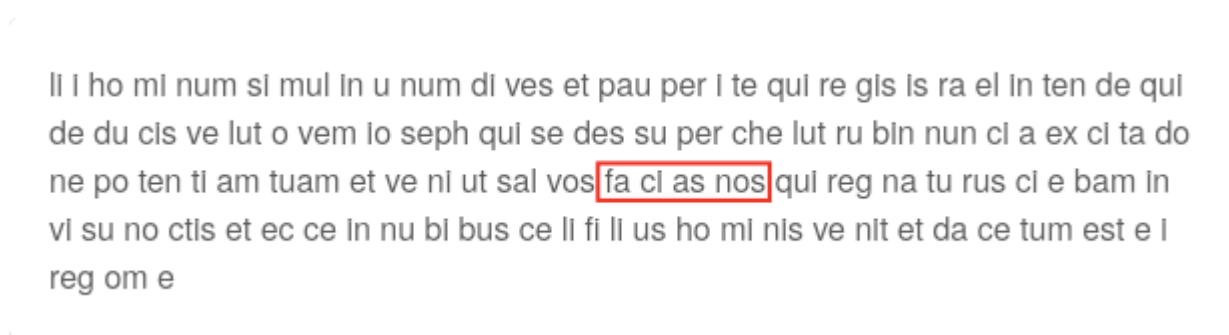 li i ho mi num si mul in u num di ves et pau per i te qui re gis is ra el in ten de qui
de du cis ve lut o vem io seph qui se des su per che lut ru bin nun ci a ex ci ta do
ne po ten ti am tuam et ve ni ut sal vos fa ci as nos qui reg na tu rus ci e bam in
vi su no ctis et ec ce in nu bi bus ce li fi li us ho mi nis ve nit et da ce tum est e i
reg om e